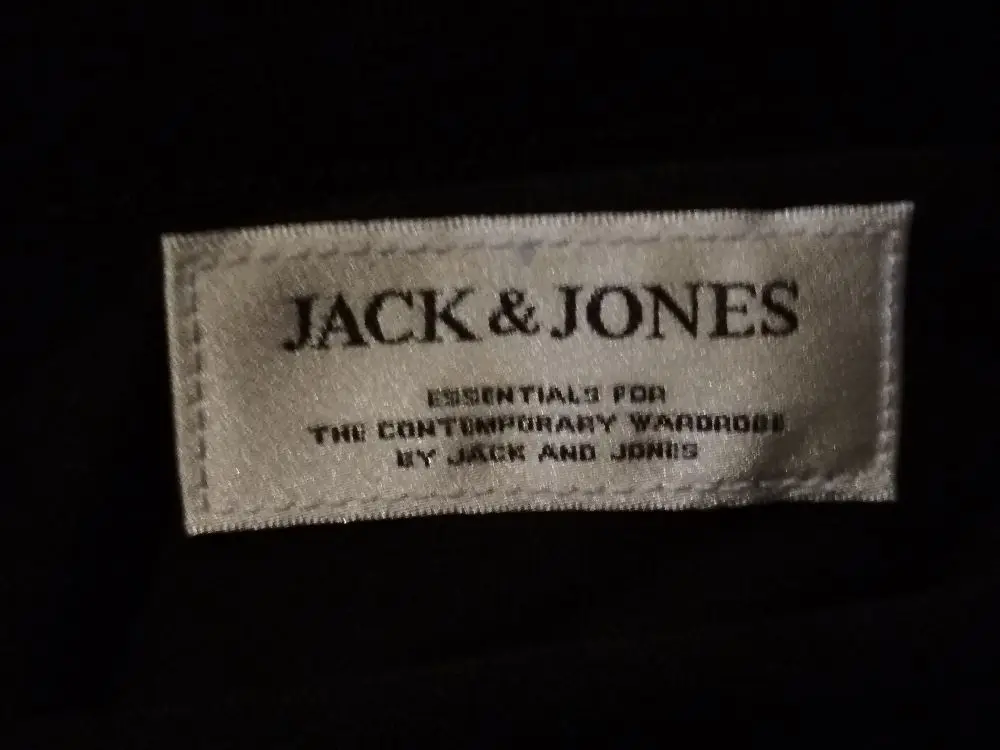 JACK & JONES
ESSENTIALS FOR
THE CONTEMPORARY WARDROBE
BY JACK AND JONES